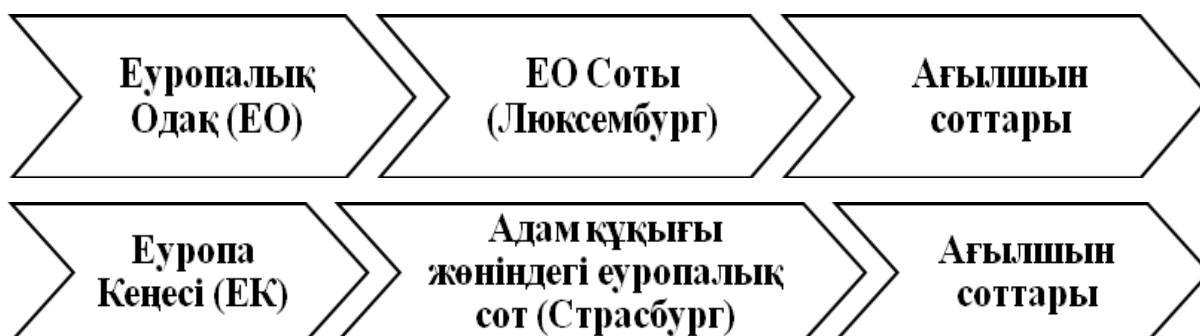 Еуропалық
Одақ (ЕО)
ЕО Соты
(Люксембург)
Ағылшын
соттары
Еуропа
Кеңесі (ЕК)
Адам құқығы
жөніндегі еуропалық
сот (Страсбург)
Ағылшын
соттары